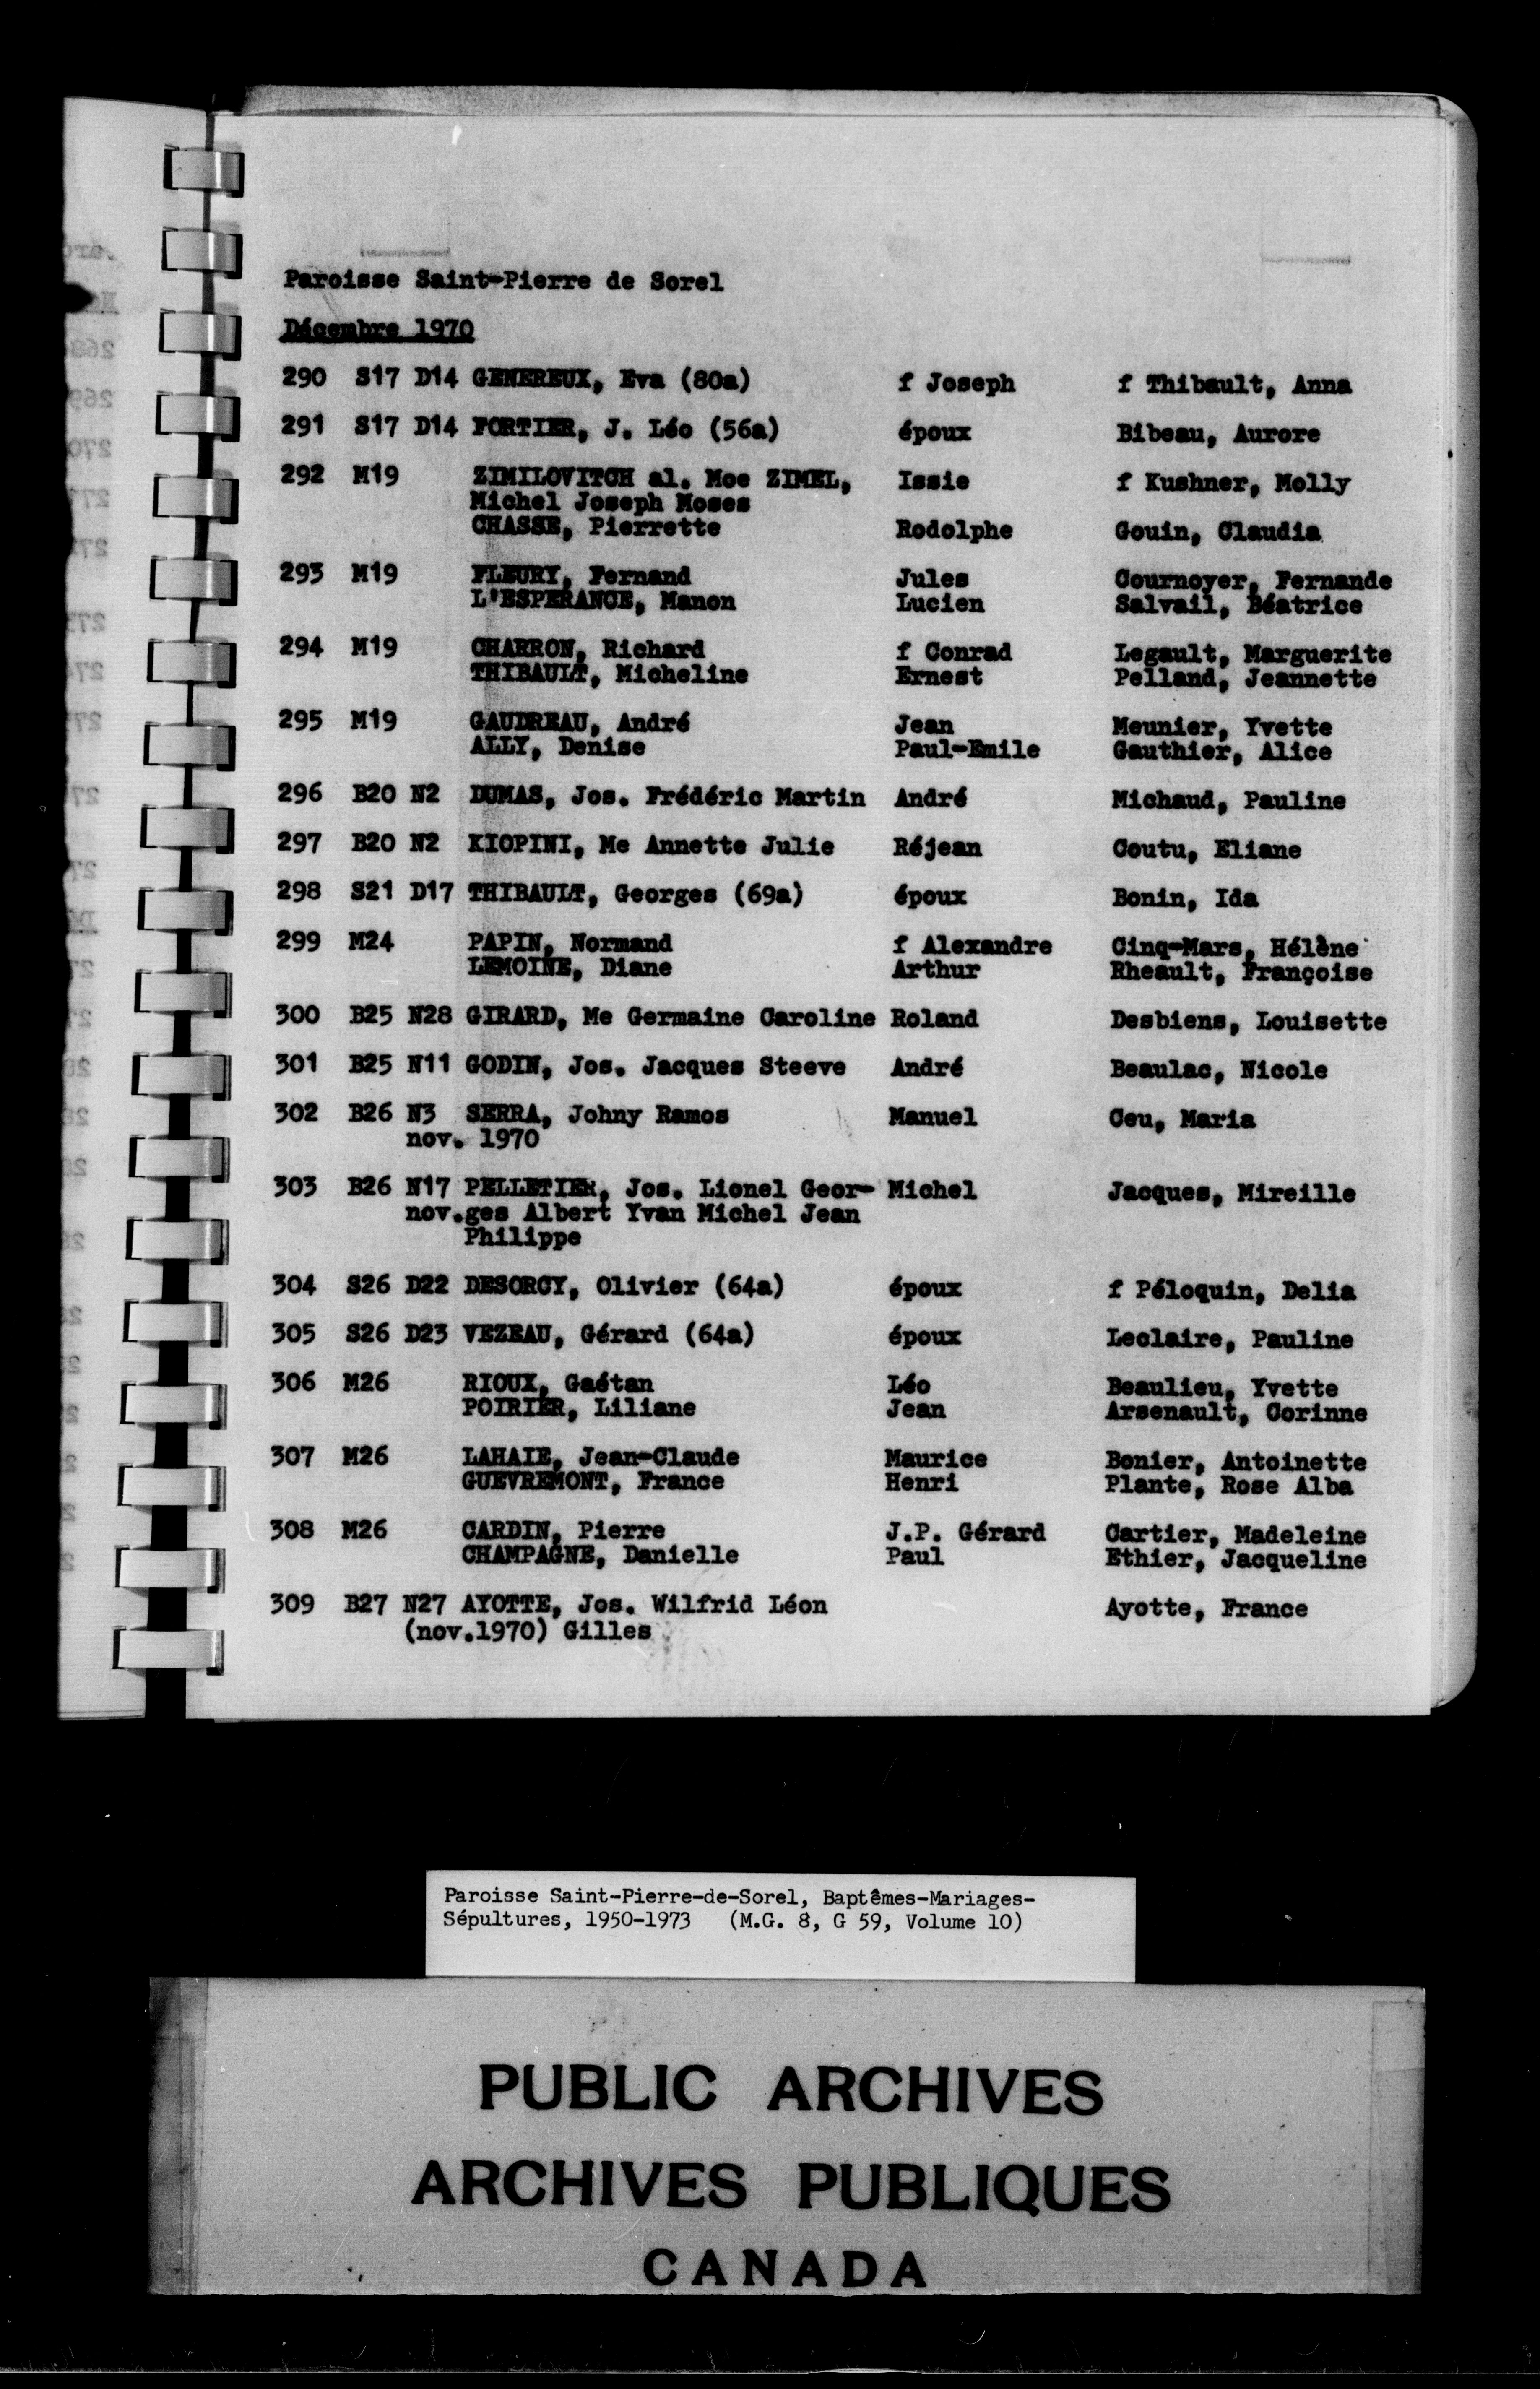 Paroisse Saint-Pierre de Sorel
Décembre 1970
290 S17 D14 GENEREUX, Eva (80a) f Joseph f Thibault, Anna
291 S17 D14 FORTIER, J. Léo (56a) époux Bibeau, Aurore
292 M19 ZIMILOVITCH al. Moe ZIMEL, Issie f Kushner, Molly
Michel Joseph Moses
CHASSE, Pierrette Rodolphe Gouin, Claudia
293 M19 FLEURY, Fernand Jules Cournoyer, Fernande
L'ESPERANCE, Manon Lucien Salvail, Béatrice
294 M19 CHARRON, Richard f Conrad Legault, Marguerite
THIBAULT, Micheline Ernest Pelland, Jeannette
295 M19 GAUDREAU, André Jean Meunier, Yvette
ALLY, Denise Paul-Emile Gauthier, Alice
296 B20 N2 DUMAS, Jos. Frédéric Martin André Michaud, Pauline
297 B20 N2 KIOPINI, Me Annette Julie Réjean Coutu, Eliane
298 S21 D17 THIBAULT, Georges (69a) époux Bonin, Ida
299 M24 PAPIN, Normand f Alexandre Cinq-Mars, Hélène
LEMOINE, Diane Arthur Rheault, Françoise
300 B25 N28 GIRARD, Me Germaine Caroline Roland Desbiens, Louisette
301 B25 N11 GODIN, Jos. Jacques Steeve André Beaulac, Nicole
302 B26 N3 SERRA, Johny Ramos Manuel Ceu, Maria
nov. 1970
303 B26 N17 PELLETIER, Jos. Lionel Geor- Michel Jacques, Mireille
nov.ges Albert Yvan Michel Jean
Philippe
304 S26 D22 DESORCY, Olivier (64a) époux f Péloquin, Delia
305 S26 D23 VEZEAU, Gérard (64a) époux Leclaire, Pauline
306 M26 RIOUX, Gaétan Léo Beaulieu, Yvette
POIRIER, Liliane Jean Arsenault, Corinne
307 M26 LAHAIE, Jean-Claude Maurice Bonier, Antoinette
GUEVREMONT, France Henri Plante, Rose Alba
308 M26 CARDIN, Pierre J.P. Gérard Cartier, Madeleine
CHAMPAGNE, Danielle Paul Ethier, Jacqueline
309 B27 N27 AYOTTE, Jos. Wilfrid Léon Ayotte, France
(nov.1970) Gilles
Paroisse Saint-Pierre-de-Sorel, Baptêmes-Mariages-
Sépultures, 1950-1973 (M.G. 8, G 59, Volume 10)
PUBLIC ARCHIVES
ARCHIVES PUBLIQUES
CANADA